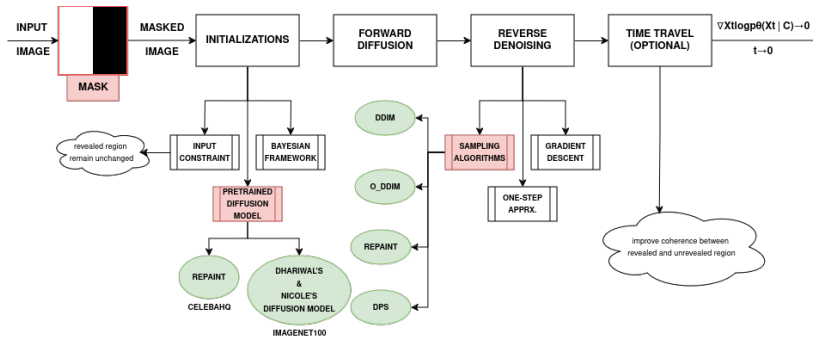 INPUT
IMAGE
MASK
MASKED
IMAGE
INITIALIZATIONS
FORWARD
DIFFUSION
REVERSE
DENOISING
TIME TRAVEL
(OPTIONAL)
∇Xtlogpθ(Xt | C)→0
t→0
revealed region
remain unchanged
INPUT
CONSTRAINT
BAYESIAN
FRAMEWORK
PRETRAINED
DIFFUSION
MODEL
REPAINT
CELEBAHQ
DHARIWAL'S
&
NICOLE'S
DIFFUSION MODEL
IMAGENET100
DDIM
O_DDIM
REPAINT
DPS
SAMPLING
ALGORITHMS
GRADIENT
DESCENT
ONE-STEP
APPRX.
improve coherence between
revealed and unrevealed region